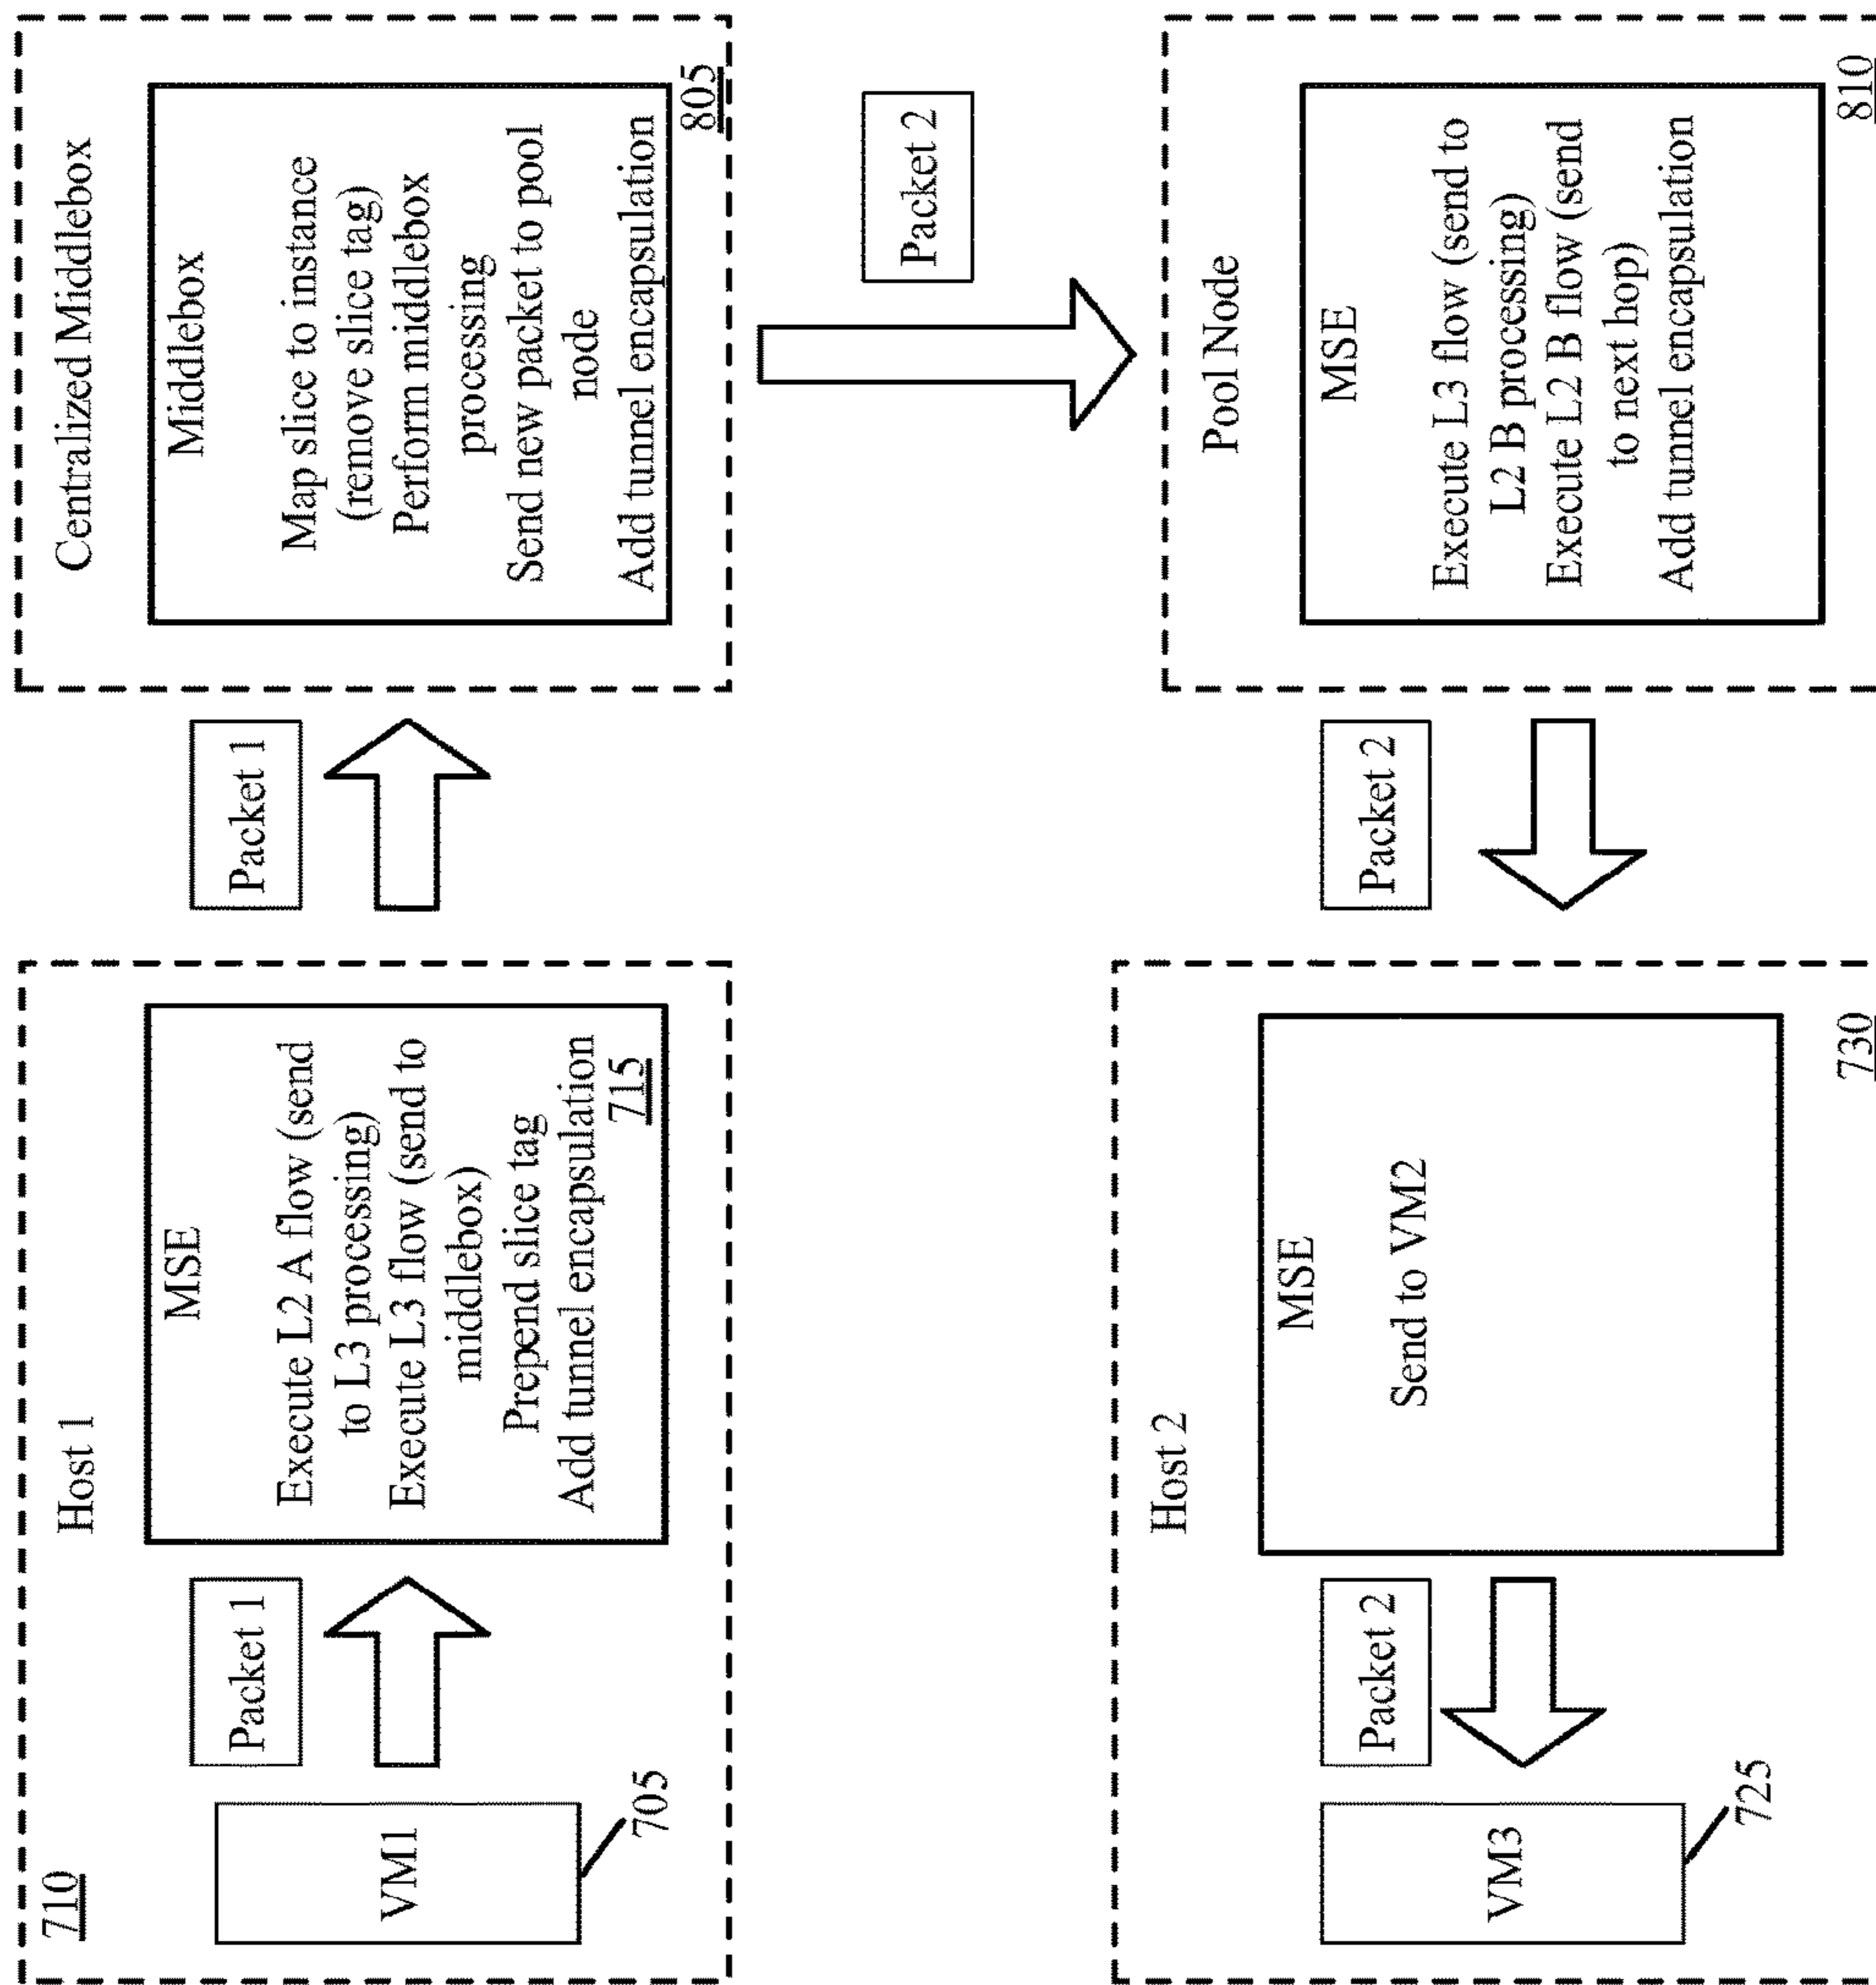 710
Host 1
VM1
705
Packet 1
MSE
Execute L2 A flow (send
to L3 processing)
Execute L3 flow (send to
middlebox)
Prepend slice tag
Add tunnel encapsulation
715
Packet 1
Centralized Middlebox
Middlebox
Map slice to instance
(remove slice tag)
Perform middlebox
processing
Send new packet to pool
node
Add tunnel encapsulation
805
Packet 2
Pool Node
MSE
Execute L3 flow (send to
L2 B processing)
Execute L2 B flow (send
to next hop)
Add tunnel encapsulation
810
Packet 2
Host 2
MSE
Send to VM2
730
Packet 2
VM3
725